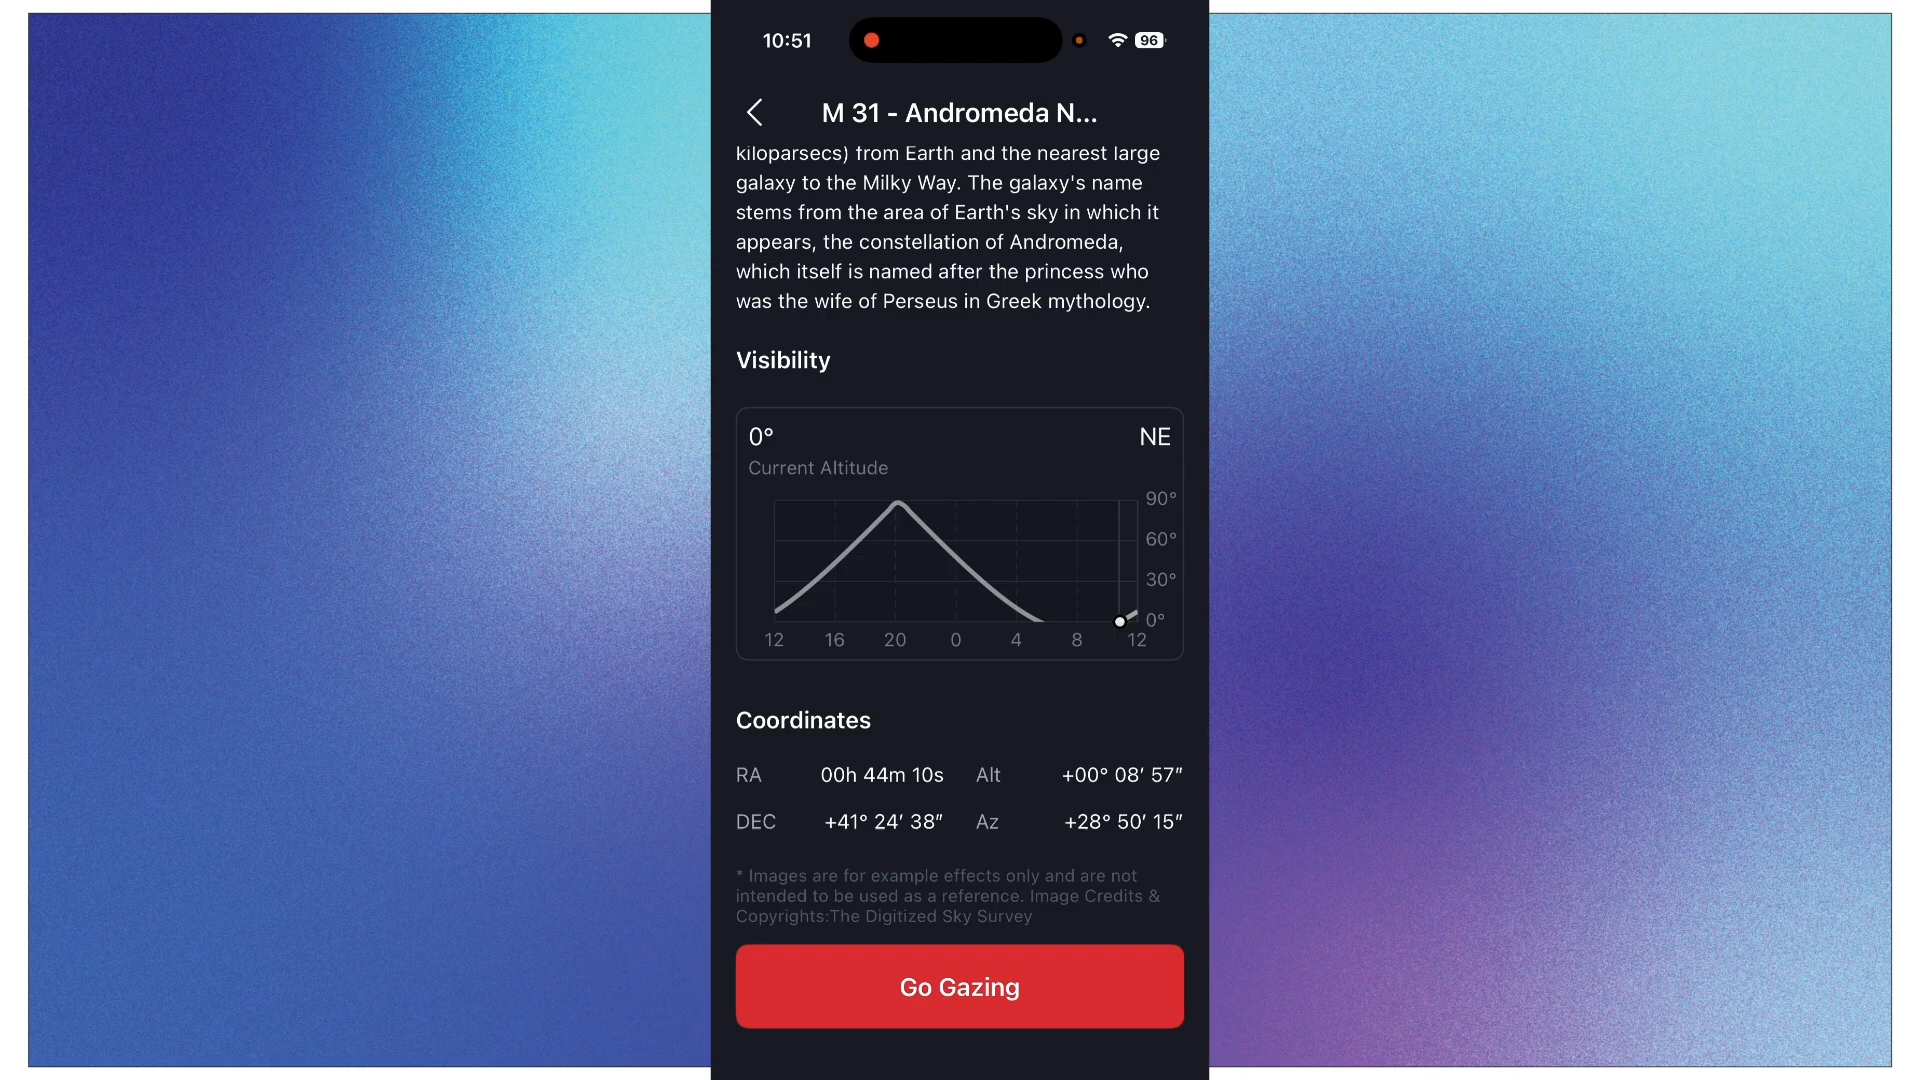 10:51
96
M 31 - Andromeda N...
kiloparsecs) from Earth and the nearest large
galaxy to the Milky Way. The galaxy's name
stems from the area of Earth's sky in which it
appears, the constellation of Andromeda,
which itself is named after the princess who
was the wife of Perseus in Greek mythology.
Visibility
0° NE
Current Altitude
90°
60°
30°
0°
12 16 20 0 4 8 12
Coordinates
RA 00h 44m 10s Alt +00° 08′ 57″
DEC +41° 24′ 38″ Az +28° 50′ 15″
* Images are for example effects only and are not
intended to be used as a reference. Image Credits &
Copyrights:The Digitized Sky Survey
Go Gazing